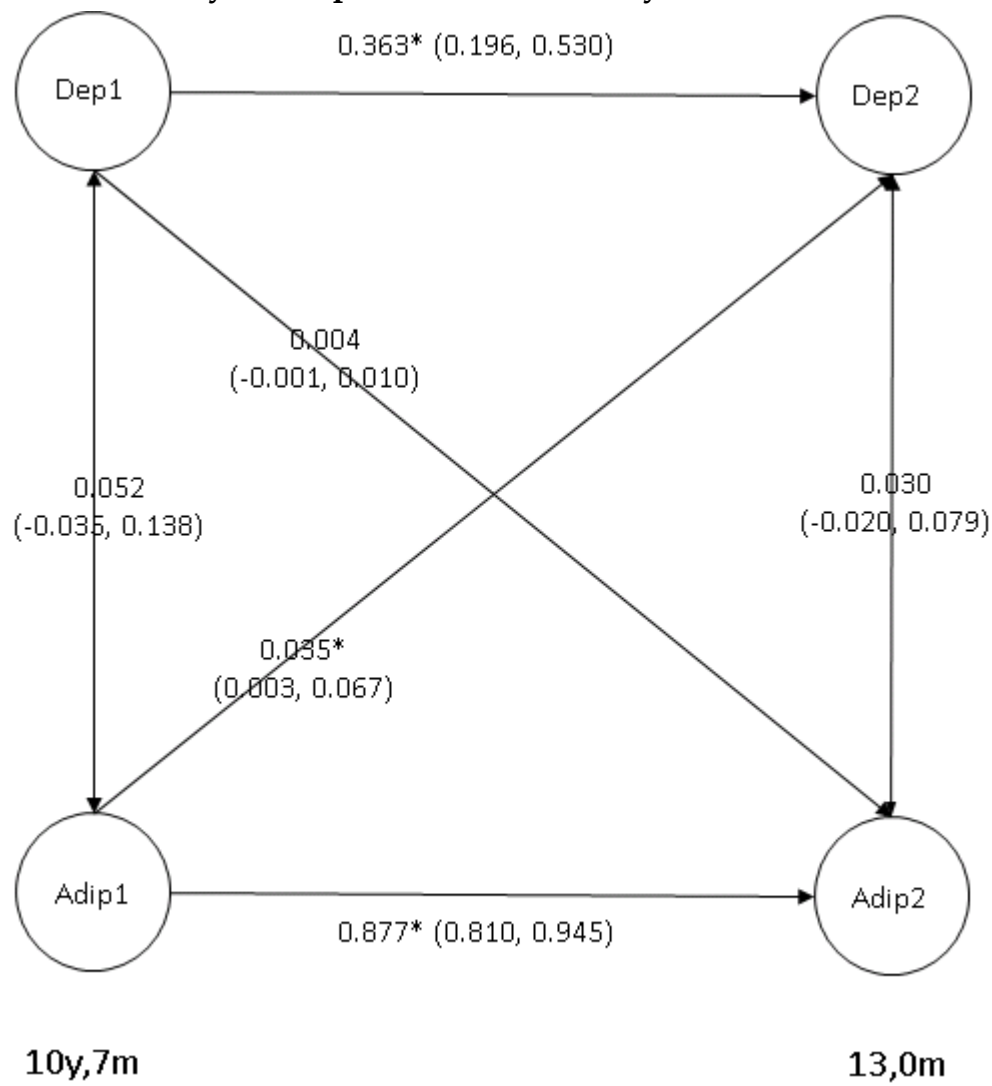 0.363* (0.196, 0.530)
Dep1
Dep2
0.004
(-0.001, 0.010)
0.052
(-0.035, 0.138)
0.030
(-0.020, 0.079)
0.035*
(0.003, 0.067)
Adip1
Adip2
0.877* (0.810, 0.945)
10y,7m
13,0m